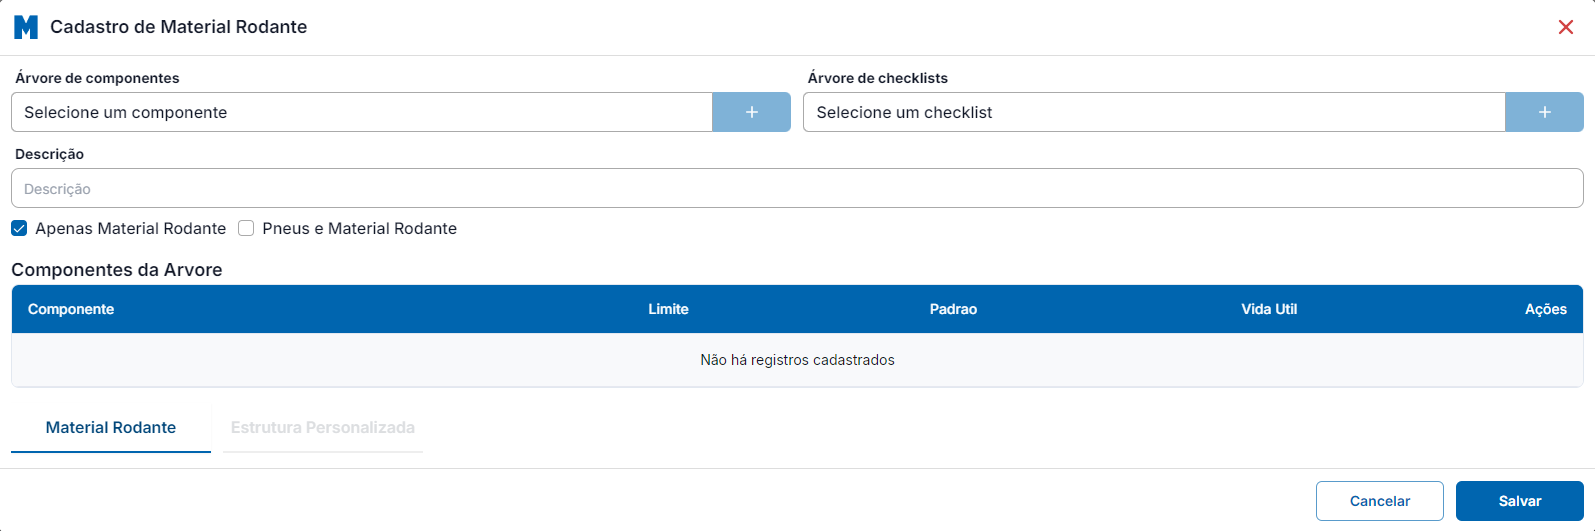 Cadastro de Material Rodante
Árvore de componentes
Árvore de checklists
Selecione um componente
+
Selecione um checklist
+
Descrição
Descrição
Apenas Material Rodante
Pneus e Material Rodante
Componentes da Arvore
Componente Limite Padrao Vida Util Ações
Não há registros cadastrados
Material Rodante
Estrutura Personalizada
Cancelar
Salvar